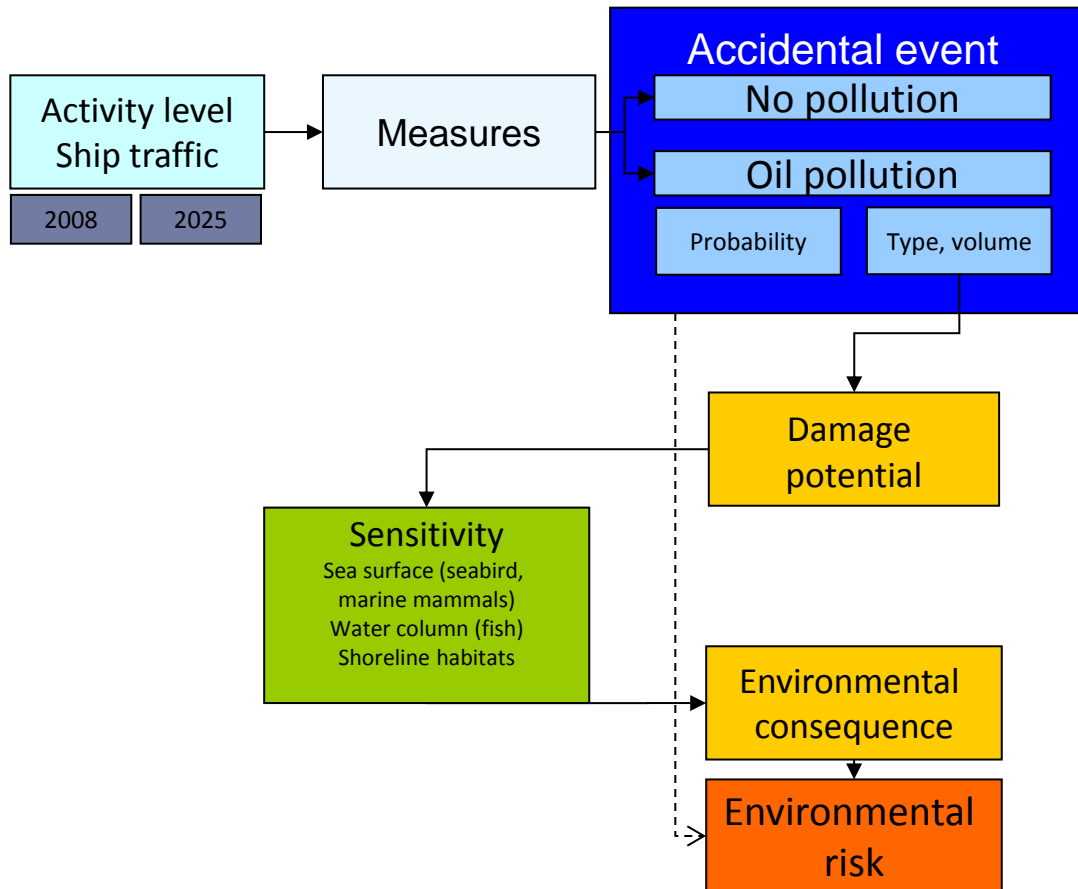 Accidental event
Activity level
Ship traffic
2008
2025
Measures
No pollution
Oil pollution
Probability
Type, volume
Damage
potential
Sensitivity
Sea surface (seabird,
marine mammals)
Water column (fish)
Shoreline habitats
Environmental
consequence
Environmental
risk